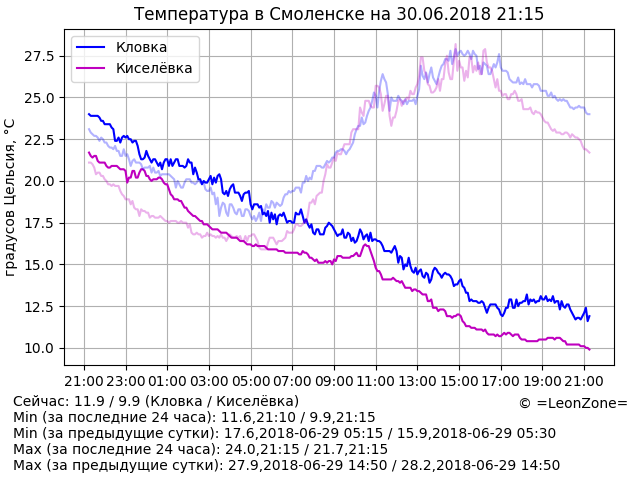 Температура в Смоленске на 30.06.2018 21:15
Кловка
Киселёвка
градусов Цельсия, °C
27.5
25.0
22.5
20.0
17.5
15.0
12.5
10.0
21:00 23:00 01:00 03:00 05:00 07:00 09:00 11:00 13:00 15:00 17:00 19:00 21:00
Сейчас: 11.9 / 9.9 (Кловка / Киселёвка)
© =LeonZone=
Min (за последние 24 часа): 11.6,21:10 / 9.9,21:15
Min (за предыдущие сутки): 17.6,2018-06-29 05:15 / 15.9,2018-06-29 05:30
Max (за последние 24 часа): 24.0,21:15 / 21.7,21:15
Max (за предыдущие сутки): 27.9,2018-06-29 14:50 / 28.2,2018-06-29 14:50